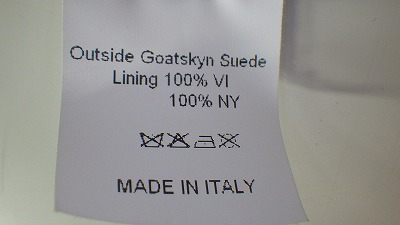 Outside Goatskyn Suede
Lining 100% VI
100% NY
MADE IN ITALY